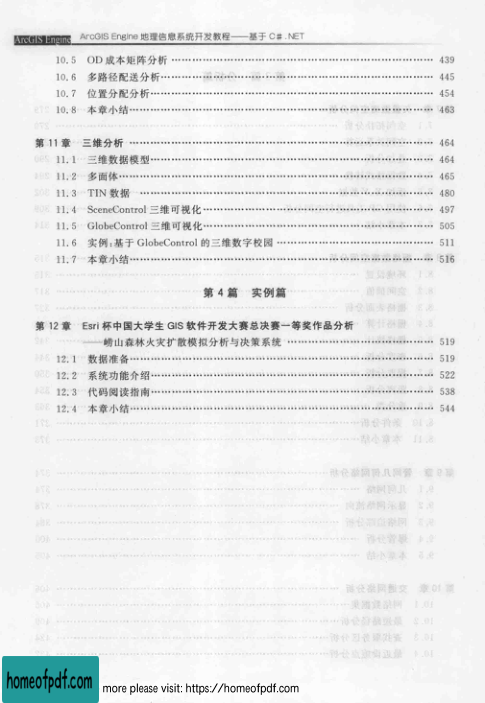 ArcGIS Engine ArcGIS Engine 地理信息系统开发教程——基于 C# .NET
10.5 OD 成本矩阵分析 439
10.6 多路径配送分析 445
10.7 位置分配分析 454
10.8 本章小结 463
第 11 章 三维分析 464
11.1 三维数据模型 464
11.2 多面体 465
11.3 TIN 数据 480
11.4 SceneControl 三维可视化 497
11.5 GlobeControl 三维可视化 505
11.6 实例:基于 GlobeControl 的三维数字校园 511
11.7 本章小结 516
第 4 篇 实例篇
第 12 章 Esri 杯中国大学生 GIS 软件开发大赛总决赛一等奖作品分析
——崂山森林火灾扩散模拟分析与决策系统 519
12.1 数据准备 519
12.2 系统功能介绍 522
12.3 代码阅读指南 538
12.4 本章小结 544
homeofpdf.com more please visit: https://homeofpdf.com